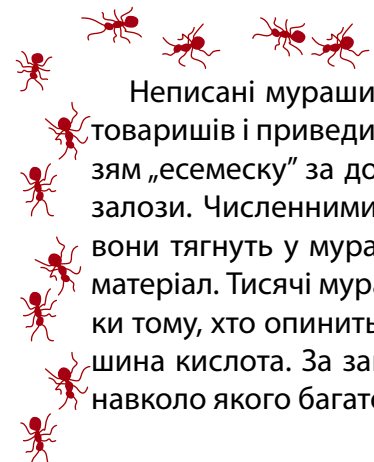 Неписані мураши
товаришів і приведи
зям „есемеску” за до
залози. Численними
вони тягнуть у мура
матеріал. Тисячі мура
ки тому, хто опинить
шина кислота. За зап
навколо якого багато